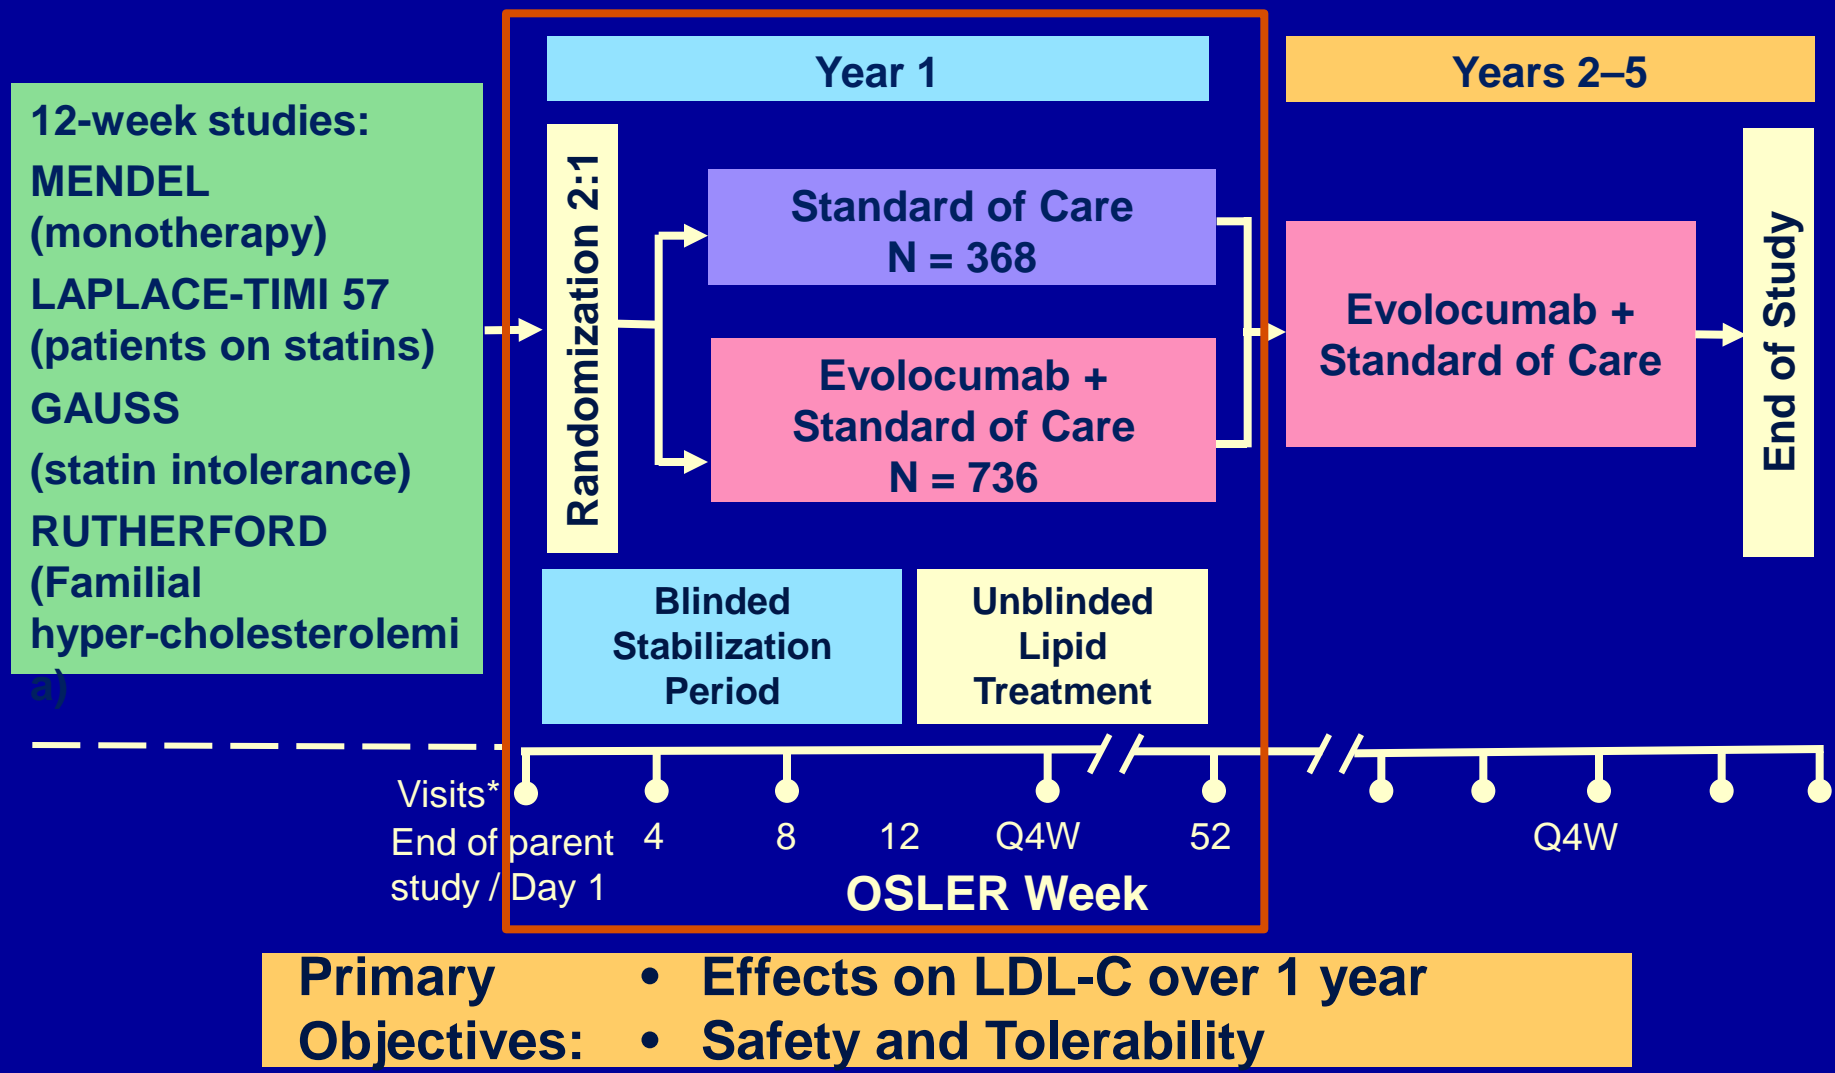 Year 1
Years 2–5
12-week studies:
MENDEL
(monotherapy)
LAPLACE-TIMI 57
(patients on statins)
GAUSS
(statin intolerance)
RUTHERFORD
(Familial
hyper-cholesterolemi
a)
Randomization 2:1
Standard of Care
N = 368
Evolocumab +
Standard of Care
N = 736
Evolocumab +
Standard of Care
End of Study
Blinded
Stabilization
Period
Unblinded
Lipid
Treatment
Visits*
End of parent
study / Day 1
4
8
12
Q4W
52
Q4W
OSLER Week
Primary
Objectives:
• Effects on LDL-C over 1 year
• Safety and Tolerability